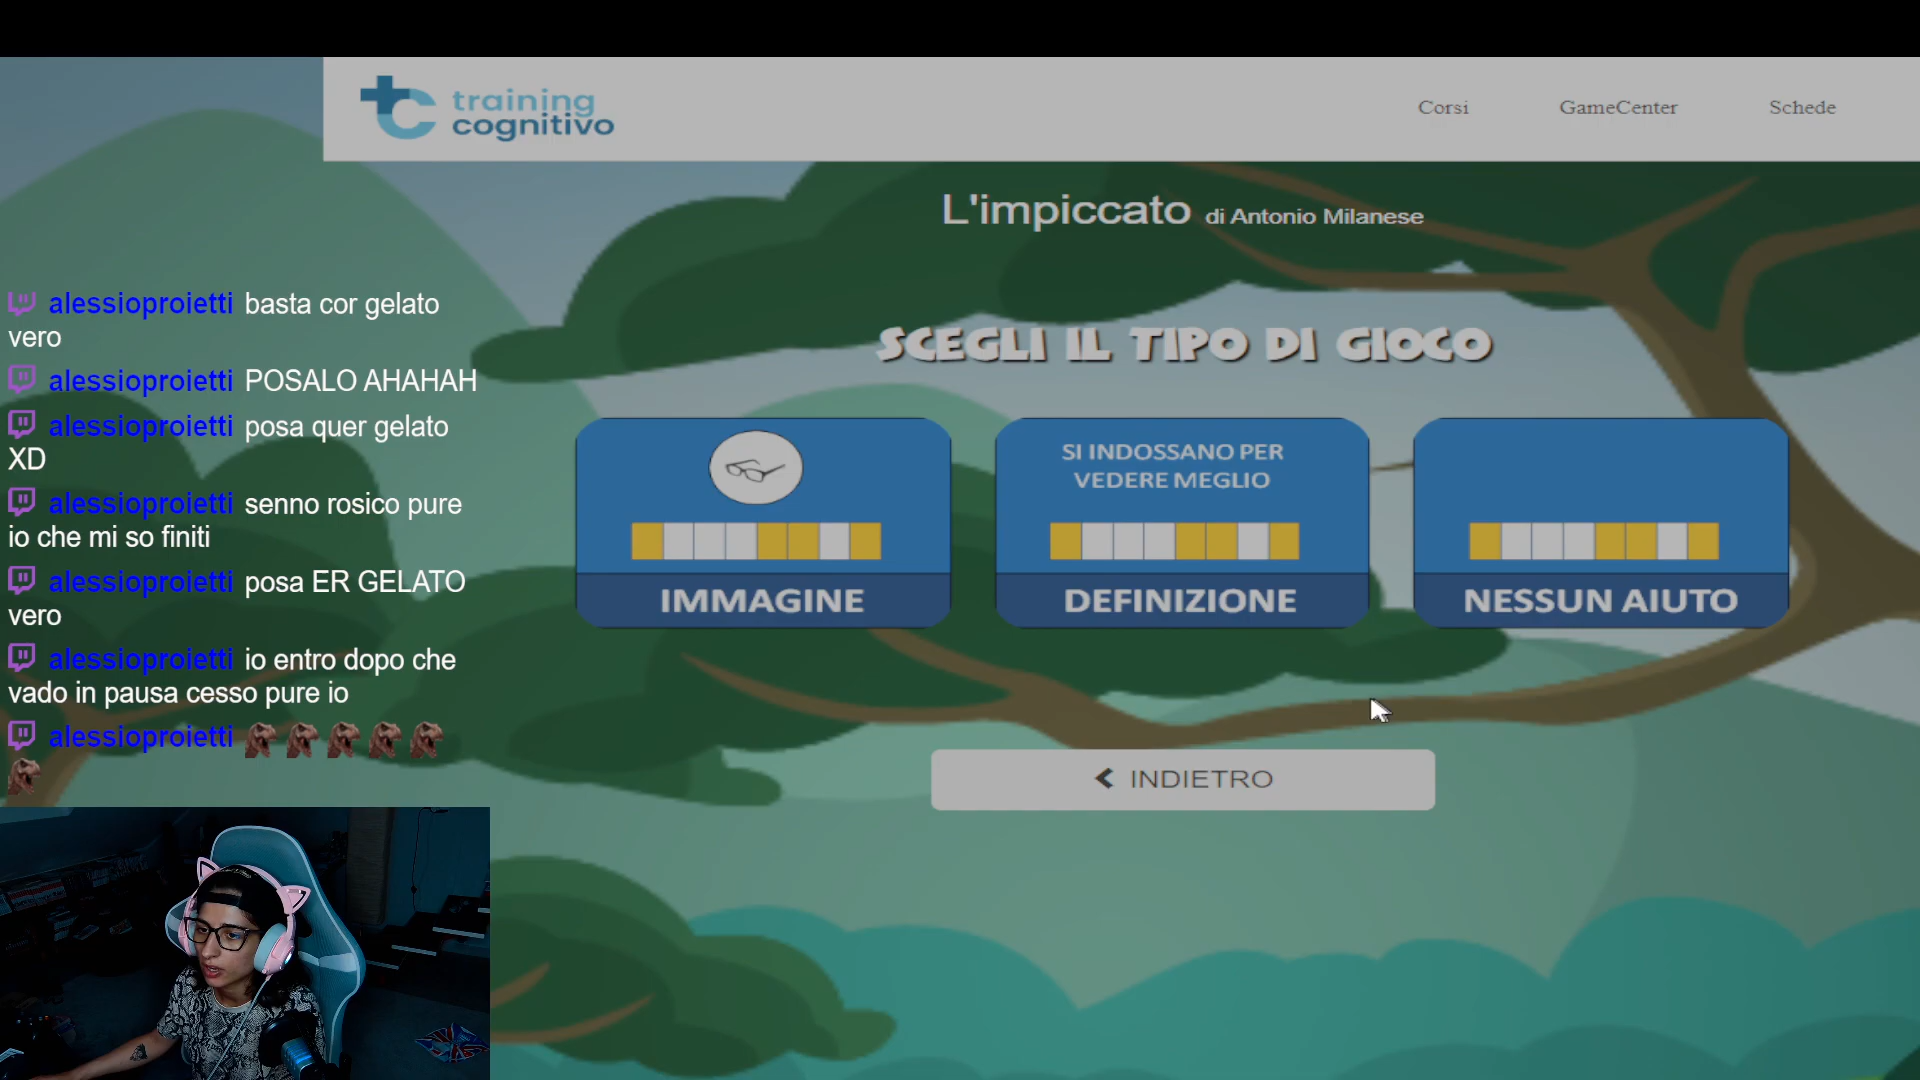 training
cognitivo
Corsi
GameCenter
Schede
L'impiccato di Antonio Milanese
SCEGLI IL TIPO DI GIOCO
IMMAGINE
SI INDOSSANO PER
VEDERE MEGLIO
DEFINIZIONE
NESSUN AIUTO
INDIETRO
alessioproietti basta cor gelato
vero
alessioproietti POSALO AHAHAH
alessioproietti posa quer gelato
XD
alessioproietti senno rosico pure
io che mi so finiti
alessioproietti posa ER GELATO
vero
alessioproietti io entro dopo che
vado in pausa cesso pure io
alessioproietti